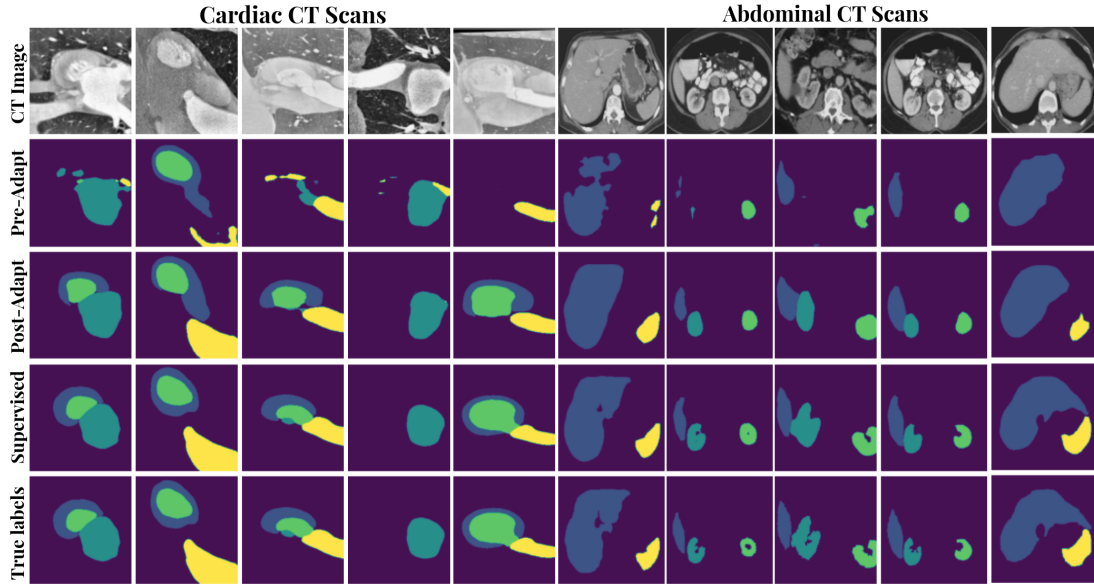 Cardiac CT Scans
Abdominal CT Scans
CT Image
Pre-Adapt
Post-Adapt
Supervised
True labels